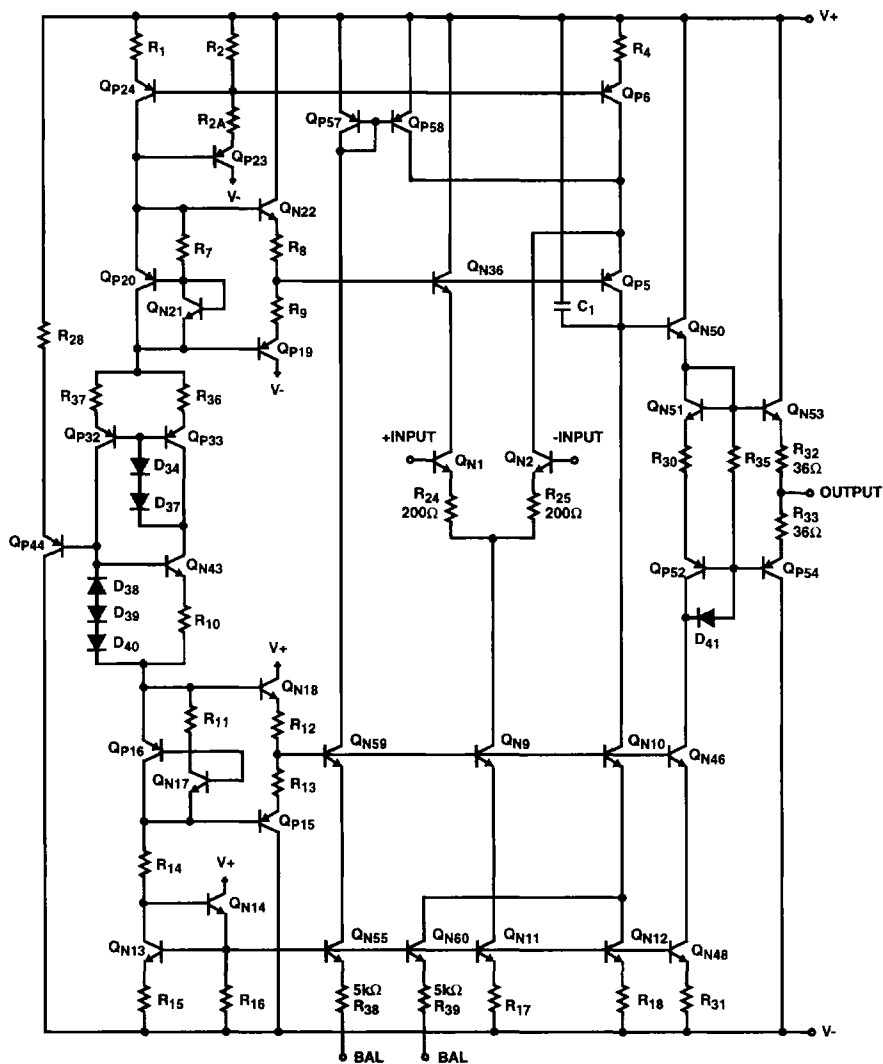 V+
R1
R2
R4
QP24
R2A
QP57
QP58
QP6
QP23
V-
QN22
R7
R8
QP20
QN36
QP5
QN21
R9
C1
QN50
R28
QP19
V-
R37
R36
QN51
QN53
QP32
QP33
+INPUT
-INPUT
D34
QN1
QN2
R30
R35
R32
36Ω
D37
R24
200Ω
R25
200Ω
OUTPUT
R33
36Ω
QP44
QN43
QP52
QP54
D38
D39
R10
D40
D41
V+
QN18
R11
R12
QP16
QN59
QN9
QN10
QN46
QN17
R13
QP15
R14
V+
QN14
QN13
QN55
QN60
QN11
QN12
QN48
R15
R16
5kΩ
R38
5kΩ
R39
R17
R18
R31
V-
BAL
BAL